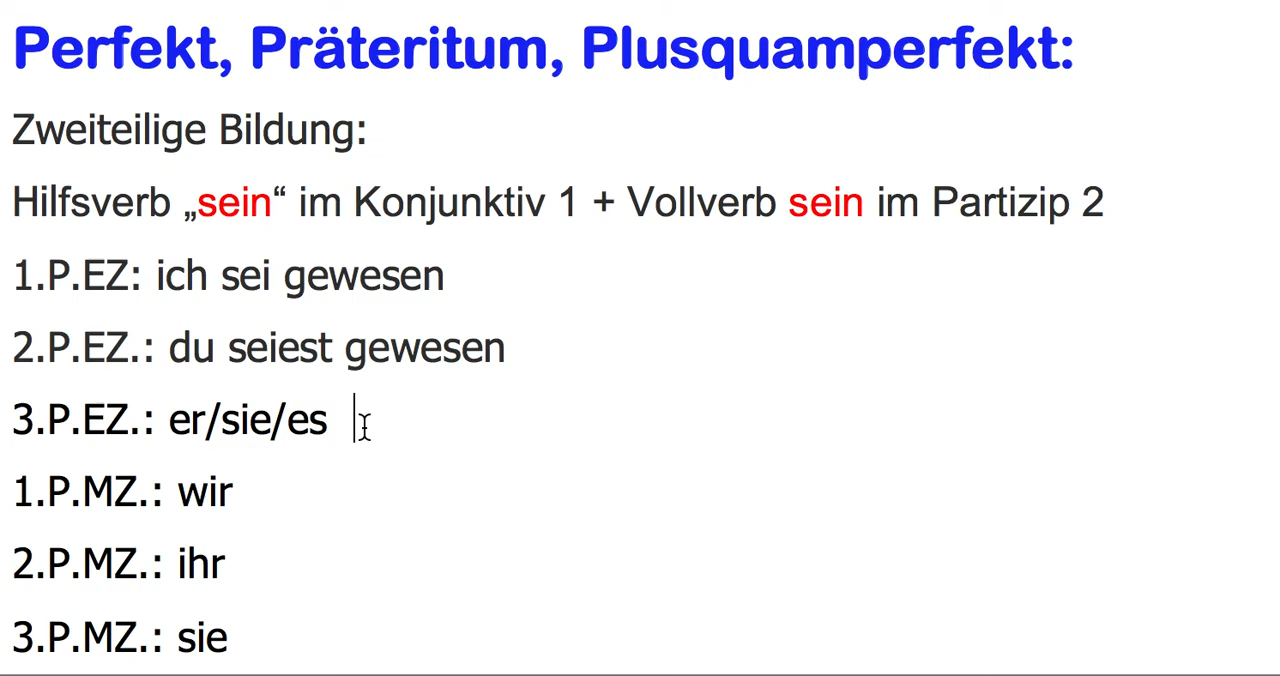 Perfekt, Präteritum, Plusquamperfekt:
Zweiteilige Bildung:
Hilfsverb „sein“ im Konjunktiv 1 + Vollverb sein im Partizip 2
1.P.EZ: ich sei gewesen
2.P.EZ.: du seiest gewesen
3.P.EZ.: er/sie/es
1.P.MZ.: wir
2.P.MZ.: ihr
3.P.MZ.: sie